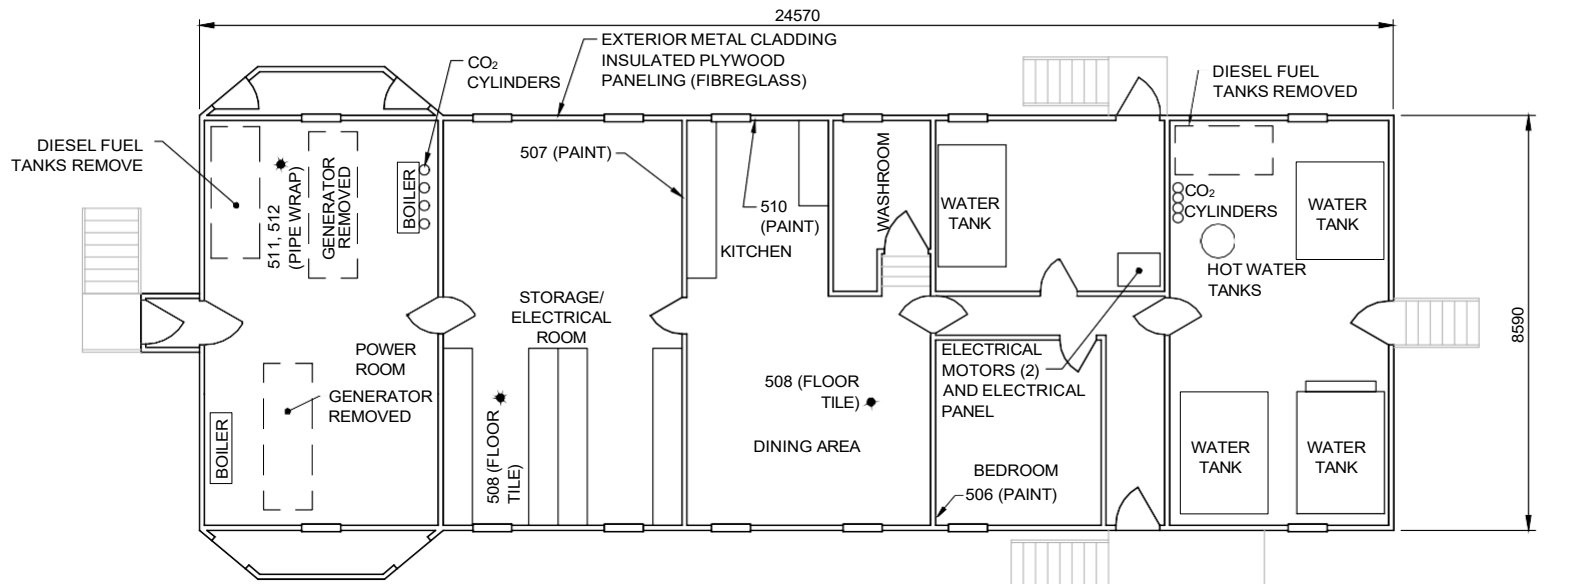 24570
EXTERIOR METAL CLADDING
INSULATED PLYWOOD
PANELING (FIBREGLASS)
CO₂
CYLINDERS
DIESEL FUEL
TANKS REMOVED
DIESEL FUEL
TANKS REMOVE
511, 512
(PIPE WRAP)
GENERATOR
REMOVED
BOILER
507 (PAINT)
510
(PAINT)
KITCHEN
WASHROOM
WATER
TANK
CO₂
CYLINDERS
WATER
TANK
HOT WATER
TANKS
STORAGE/
ELECTRICAL
ROOM
8590
POWER
ROOM
GENERATOR
REMOVED
BOILER
508 (FLOOR
TILE)
508 (FLOOR
TILE)
DINING AREA
ELECTRICAL
MOTORS (2)
AND ELECTRICAL
PANEL
BEDROOM
506 (PAINT)
WATER
TANK
WATER
TANK